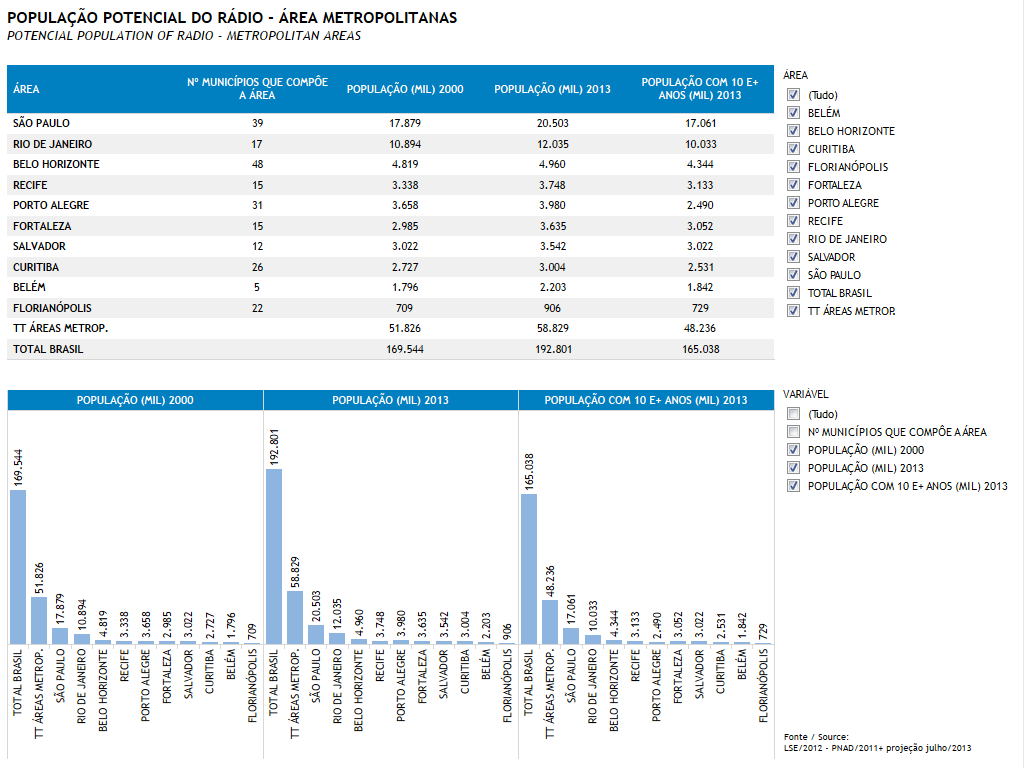 POPULAÇÃO POTENCIAL DO RÁDIO - ÁREA METROPOLITANAS
POTENCIAL POPULATION OF RADIO - METROPOLITAN AREAS
ÁREA Nº MUNICÍPIOS QUE COMPÕE A ÁREA POPULAÇÃO (MIL) 2000 POPULAÇÃO (MIL) 2013 POPULAÇÃO COM 10 E+ ANOS (MIL) 2013
SÃO PAULO 39 17.879 20.503 17.061
RIO DE JANEIRO 17 10.894 12.035 10.033
BELO HORIZONTE 48 4.819 4.960 4.344
RECIFE 15 3.338 3.748 3.133
PORTO ALEGRE 31 3.658 3.980 2.490
FORTALEZA 15 2.985 3.635 3.052
SALVADOR 12 3.022 3.542 3.022
CURITIBA 26 2.727 3.004 2.531
BELÉM 5 1.796 2.203 1.842
FLORIANÓPOLIS 22 709 906 729
TT ÁREAS METROP. 51.826 58.829 48.236
TOTAL BRASIL 169.544 192.801 165.038
ÁREA
(Tudo)
BELÉM
BELO HORIZONTE
CURITIBA
FLORIANÓPOLIS
FORTALEZA
PORTO ALEGRE
RECIFE
RIO DE JANEIRO
SALVADOR
SÃO PAULO
TOTAL BRASIL
TT ÁREAS METROP.
POPULAÇÃO (MIL) 2000 POPULAÇÃO (MIL) 2013 POPULAÇÃO COM 10 E+ ANOS (MIL) 2013
169.544 51.826 17.879 10.894 4.819 3.338 3.658 2.985 3.022 2.727 1.796 709
192.801 58.829 20.503 12.035 4.960 3.748 3.980 3.635 3.542 3.004 2.203 906
165.038 48.236 17.061 10.033 4.344 3.133 2.490 3.052 3.022 2.531 1.842 729
TOTAL BRASIL TT ÁREAS METROP. SÃO PAULO RIO DE JANEIRO BELO HORIZONTE RECIFE PORTO ALEGRE FORTALEZA SALVADOR CURITIBA BELÉM FLORIANÓPOLIS
TOTAL BRASIL TT ÁREAS METROP. SÃO PAULO RIO DE JANEIRO BELO HORIZONTE RECIFE PORTO ALEGRE FORTALEZA SALVADOR CURITIBA BELÉM FLORIANÓPOLIS
TOTAL BRASIL TT ÁREAS METROP. SÃO PAULO RIO DE JANEIRO BELO HORIZONTE RECIFE PORTO ALEGRE FORTALEZA SALVADOR CURITIBA BELÉM FLORIANÓPOLIS
VARIÁVEL
(Tudo)
Nº MUNICÍPIOS QUE COMPÕE A ÁREA
POPULAÇÃO (MIL) 2000
POPULAÇÃO (MIL) 2013
POPULAÇÃO COM 10 E+ ANOS (MIL) 2013
Fonte / Source:
LSE/2012 - PNAD/2011+ projeção julho/2013